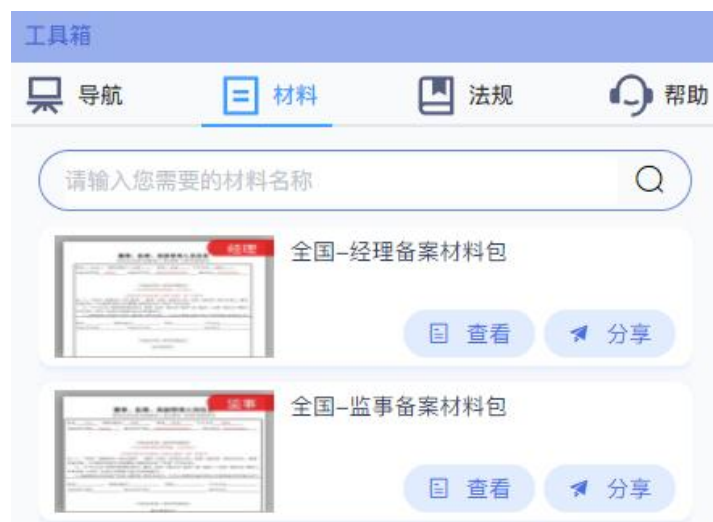 工具箱
导航 材料 法规 帮助
请输入您需要的材料名称
经理
全国–经理备案材料包
查看 分享
监事
全国–监事备案材料包
查看 分享